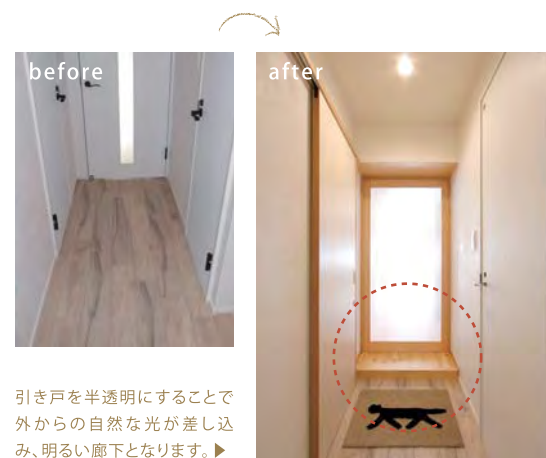 before
after
引き戸を半透明にすることで
外からの自然な光が差し込
み、明るい廊下となります。▶